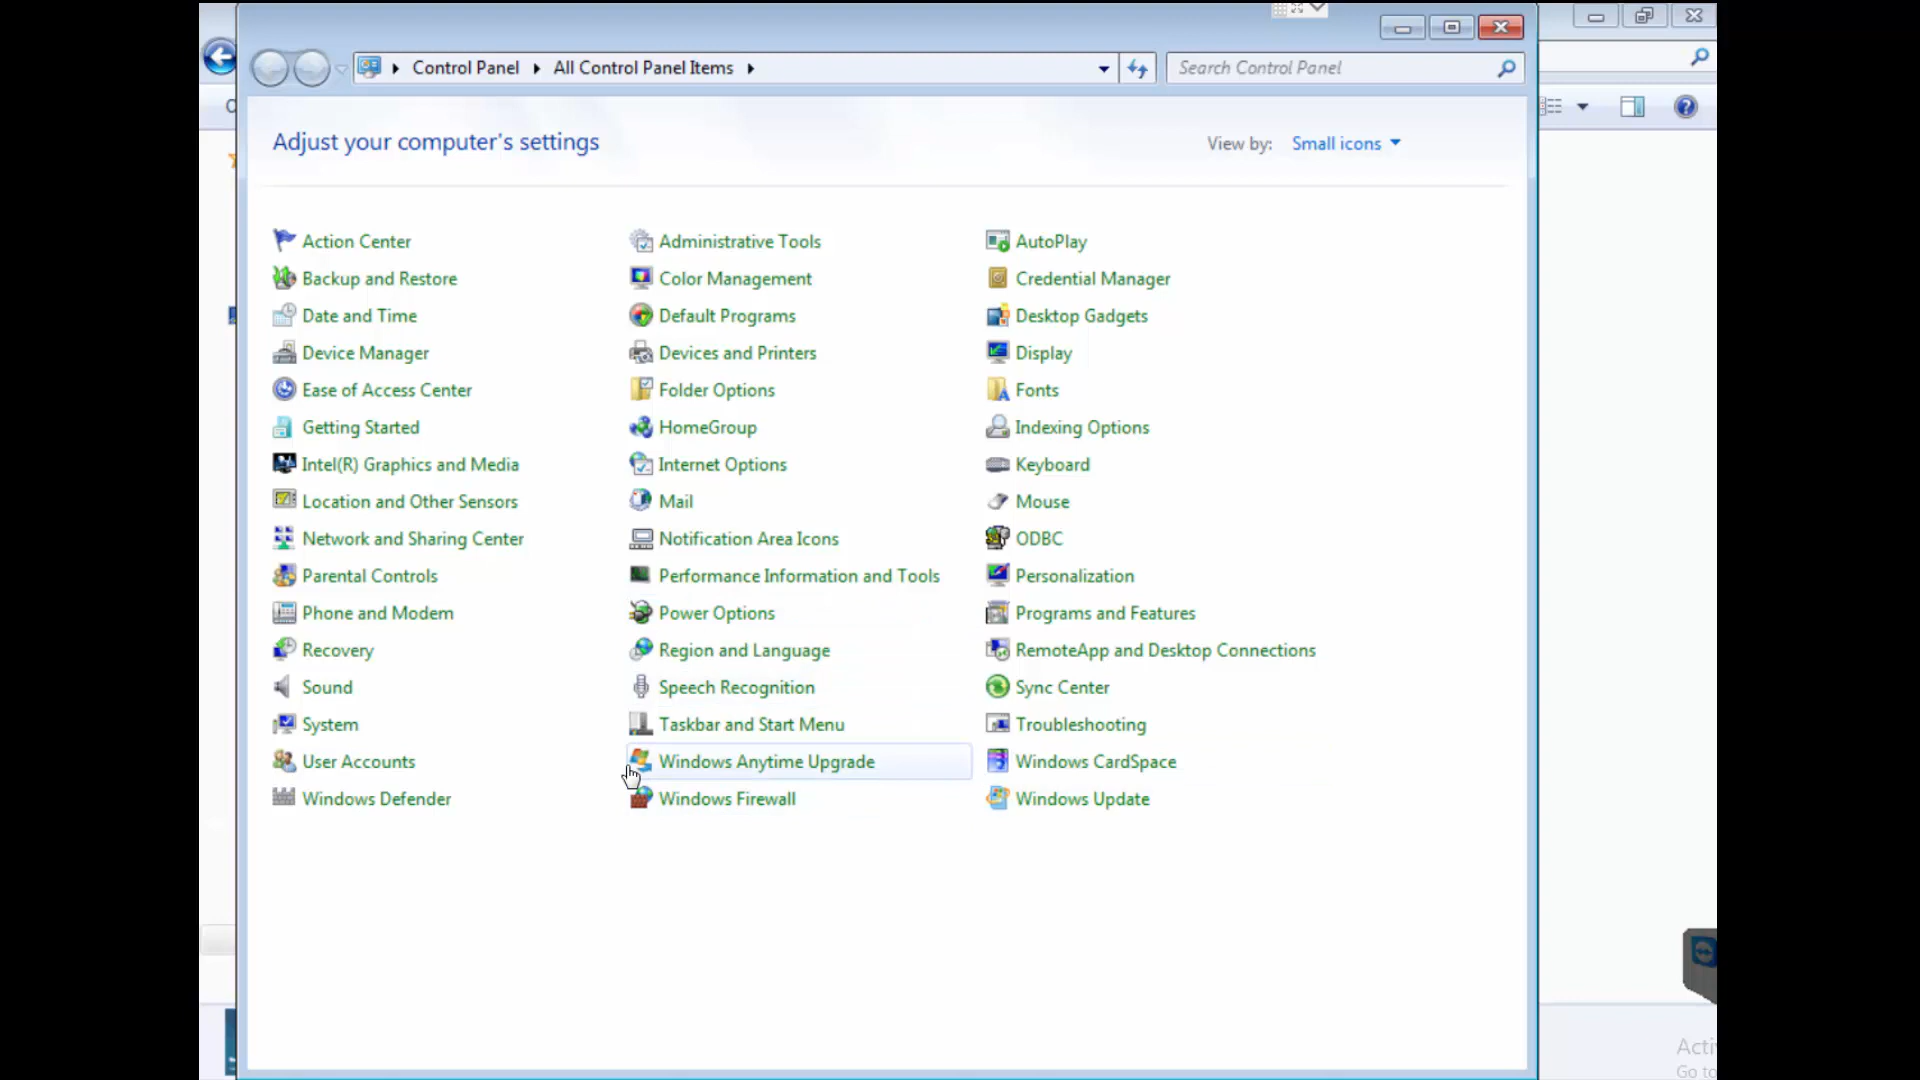 Control Panel
All Control Panel Items
Search Control Panel
Adjust your computer's settings
View by: Small icons
Action Center
Administrative Tools
AutoPlay
Backup and Restore
Color Management
Credential Manager
Date and Time
Default Programs
Desktop Gadgets
Device Manager
Devices and Printers
Display
Ease of Access Center
Folder Options
Fonts
Getting Started
HomeGroup
Indexing Options
Intel(R) Graphics and Media
Internet Options
Keyboard
Location and Other Sensors
Mail
Mouse
Network and Sharing Center
Notification Area Icons
ODBC
Parental Controls
Performance Information and Tools
Personalization
Phone and Modem
Power Options
Programs and Features
Recovery
Region and Language
RemoteApp and Desktop Connections
Sound
Speech Recognition
Sync Center
System
Taskbar and Start Menu
Troubleshooting
User Accounts
Windows Anytime Upgrade
Windows CardSpace
Windows Defender
Windows Firewall
Windows Update
Go to